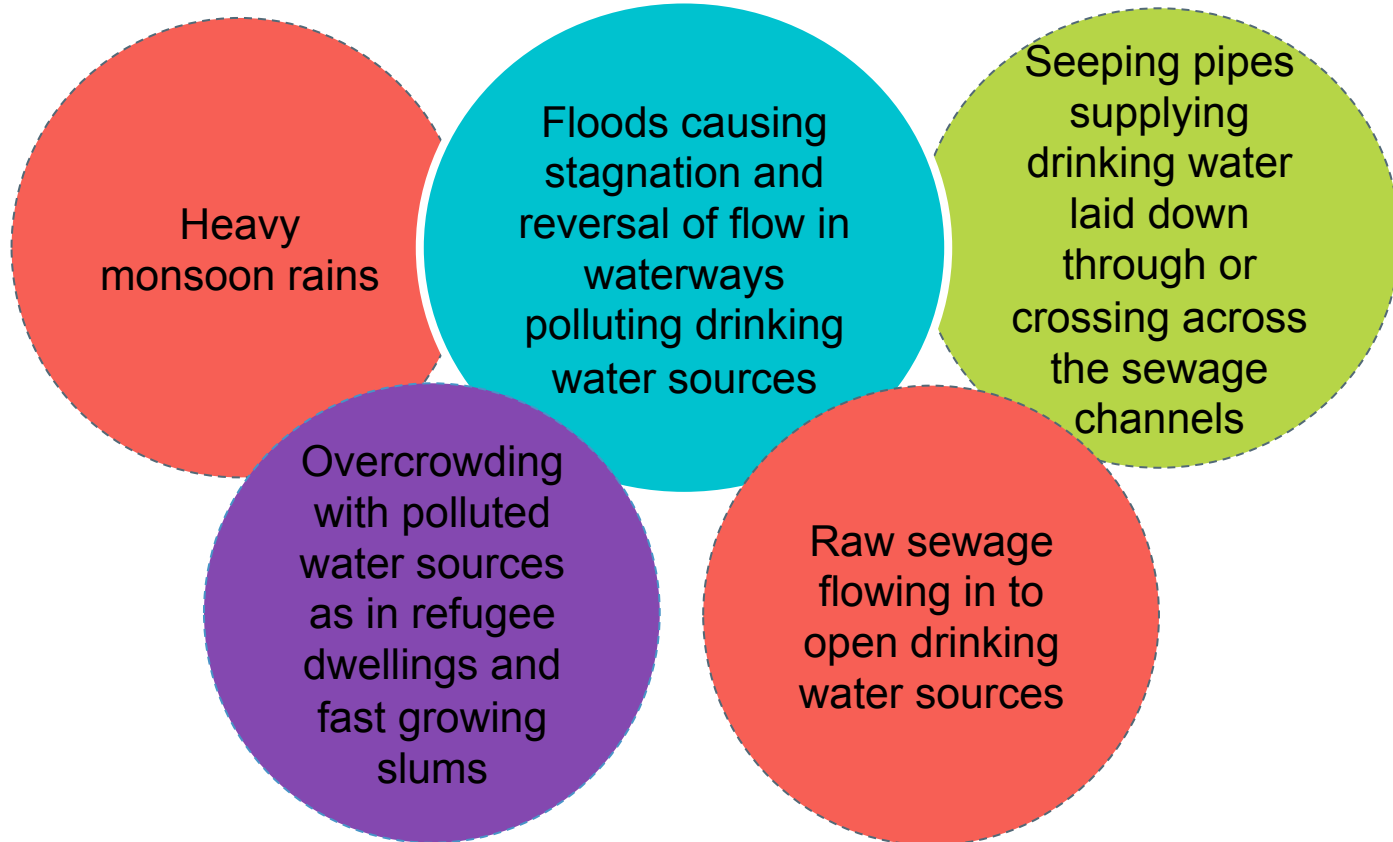 Heavy
monsoon rains
Floods causing
stagnation and
reversal of flow in
waterways
polluting drinking
water sources
Seeping pipes
supplying
drinking water
laid down
through or
crossing across
the sewage
channels
Overcrowding
with polluted
water sources
as in refugee
dwellings and
fast growing
slums
Raw sewage
flowing in to
open drinking
water sources